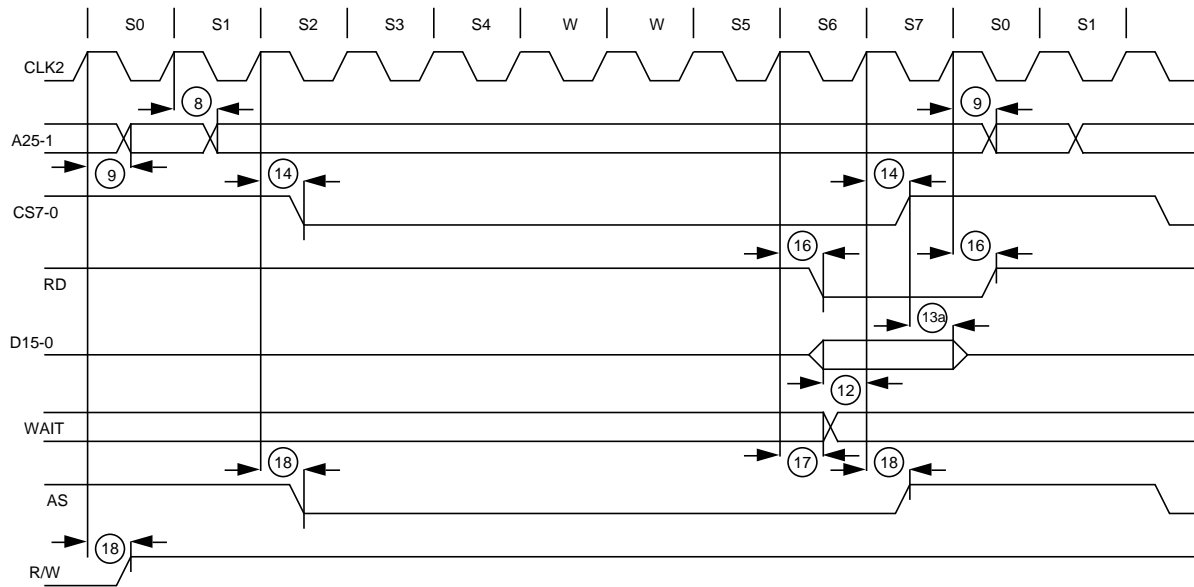 S0 S1 S2 S3 S4 W W S5 S6 S7 S0 S1
CLK2
8 9
A25-1
9 14 14
CS7-0
16 16
RD
13a
D15-0
12
WAIT
18 17 18
AS
18
R/W